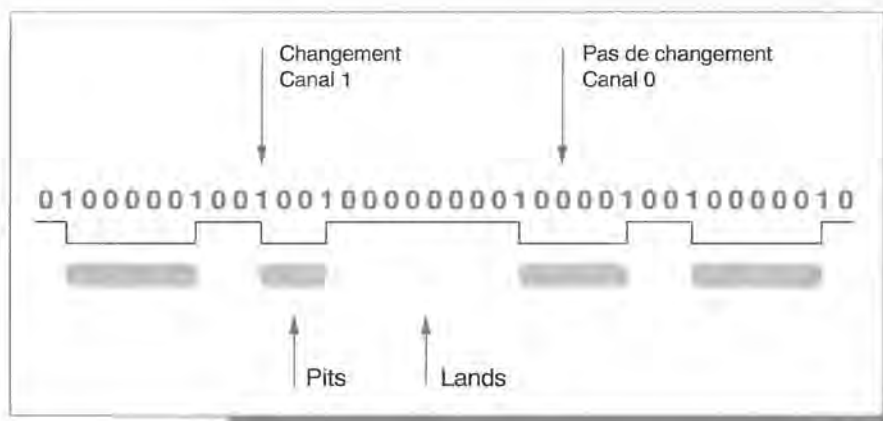 Changement
Canal 1
Pas de changement
Canal 0
01000001001001000000001000010010000010
Pits
Lands